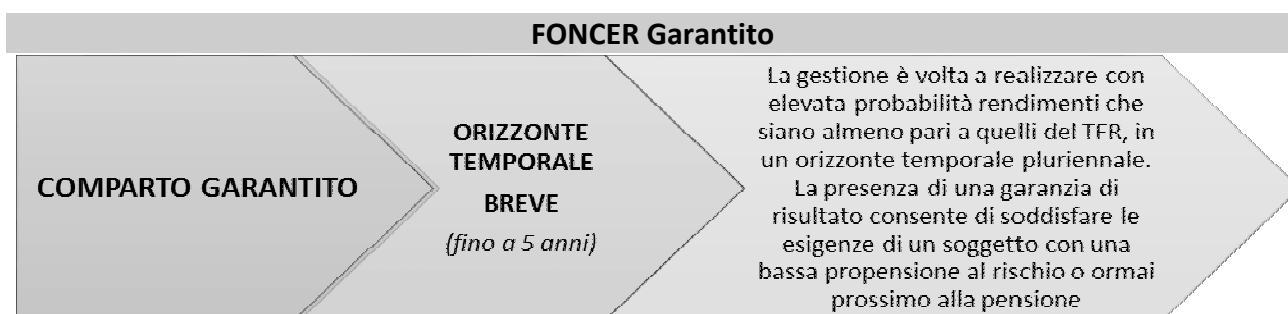 FONCER Garantito
COMPARTO GARANTITO
ORIZZONTE
TEMPORALE
BREVE
(fino a 5 anni)
La gestione è volta a realizzare con
elevata probabilità rendimenti che
siano almeno pari a quelli del TFR, in
un orizzonte temporale pluriennale.
La presenza di una garanzia di
risultato consente di soddisfare le
esigenze di un soggetto con una
bassa propensione al rischio o ormai
prossimo alla pensione